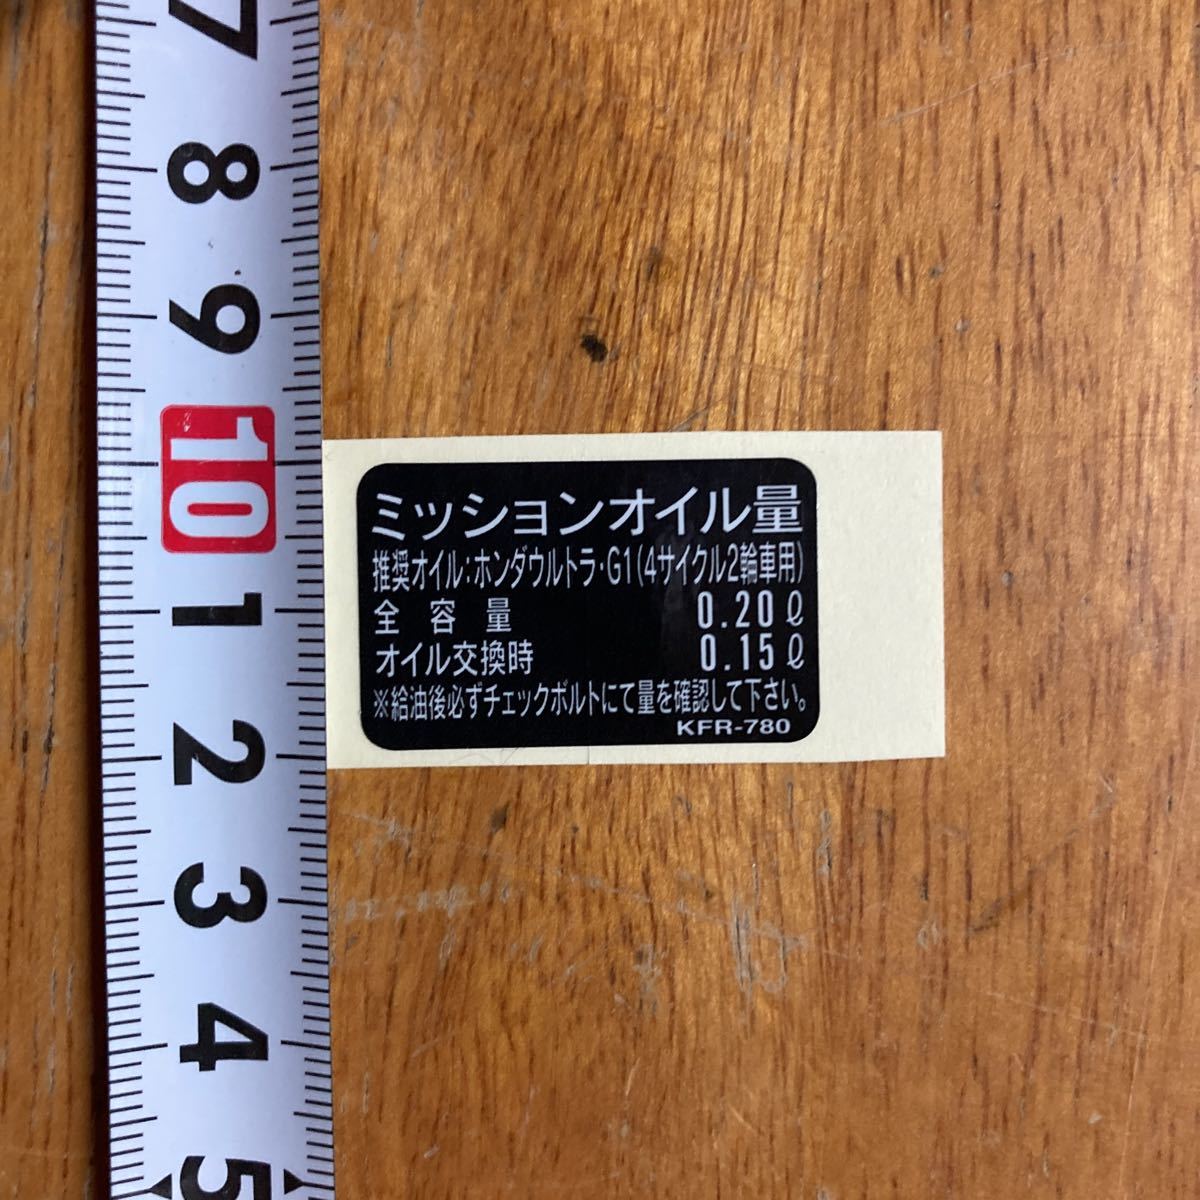 7
8
9
10
1
2
3
4
5
ミッションオイル量
推奨オイル:ホンダウルトラ・G1(4サイクル2輪車用)
全容量 0.20ℓ
オイル交換時 0.15ℓ
※給油後必ずチェックボルトにて量を確認して下さい。
KFR-780